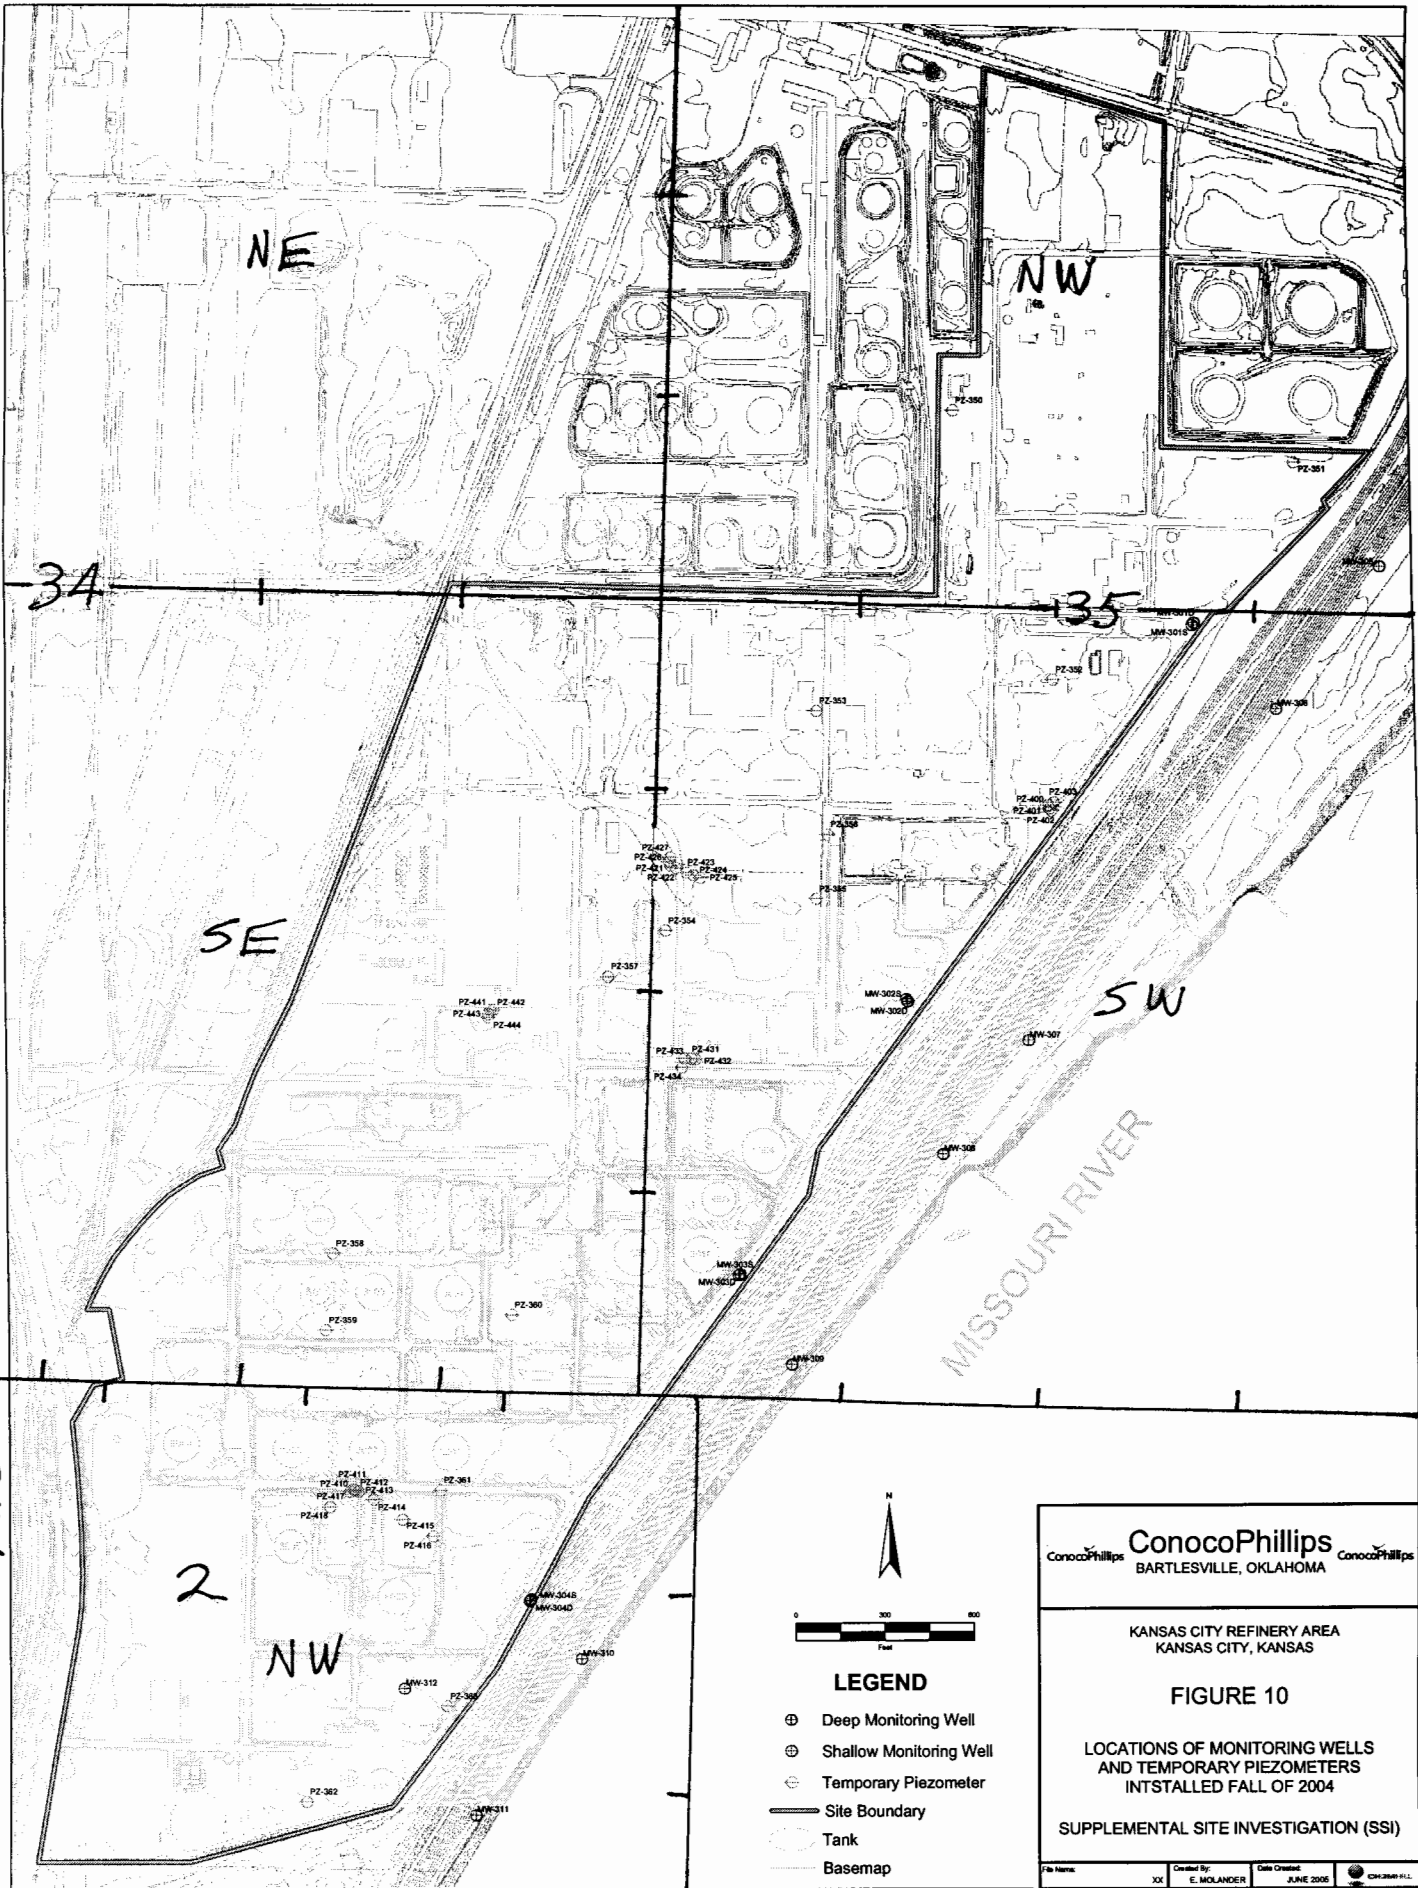 NE
NW
PZ-350
PZ-351
34
35
MW-301S
PZ-352
PZ-353
MW-306
PZ-400
PZ-403
PZ-401
PZ-402
PZ-356
PZ-427
PZ-426
PZ-423
PZ-421
PZ-424
PZ-422
PZ-425
PZ-354
SE
PZ-357
MW-302S
MW-302D
SW
PZ-441
PZ-442
PZ-443
PZ-444
MW-307
PZ-433
PZ-431
PZ-432
PZ-434
MW-308
MISSOURI RIVER
PZ-358
MW-303S
MW-303D
PZ-360
PZ-359
MW-309
PZ-411
PZ-410
PZ-412
PZ-361
PZ-417
PZ-413
PZ-414
PZ-418
PZ-415
PZ-416
2
MW-304S
MW-304D
NW
MW-310
MW-312
PZ-362
MW-311
N
0 300 600
Feet
LEGEND
Deep Monitoring Well
Shallow Monitoring Well
Temporary Piezometer
Site Boundary
Tank
Basemap
ConocoPhillips ConocoPhillips ConocoPhillips
BARTLESVILLE, OKLAHOMA
KANSAS CITY REFINERY AREA
KANSAS CITY, KANSAS
FIGURE 10
LOCATIONS OF MONITORING WELLS
AND TEMPORARY PIEZOMETERS
INTSTALLED FALL OF 2004
SUPPLEMENTAL SITE INVESTIGATION (SSI)
File Name: XX
Created By: E. MOLANDER
Date Created: JUNE 2005